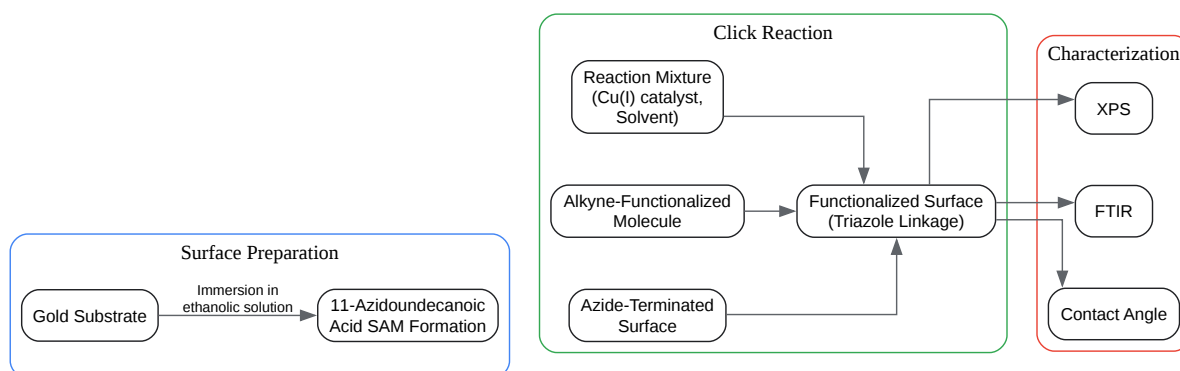 Surface Preparation
Gold Substrate
Immersion in
ethanolic solution
11-Azidoundecanoic
Acid SAM Formation
Click Reaction
Reaction Mixture
(Cu(I) catalyst,
Solvent)
Alkyne-Functionalized
Molecule
Azide-Terminated
Surface
Functionalized Surface
(Triazole Linkage)
Characterization
XPS
FTIR
Contact Angle